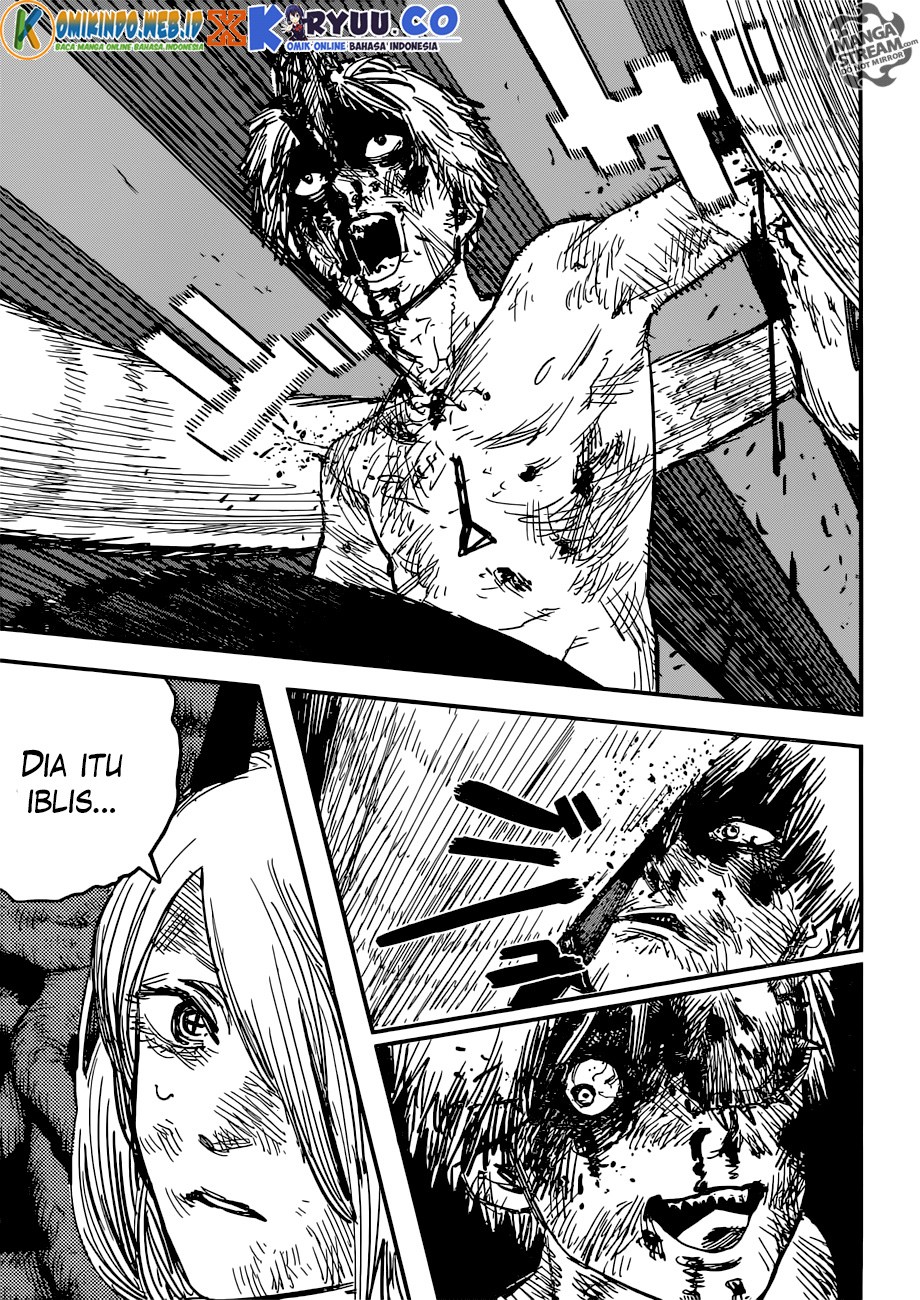 KOMIKINDO.WEB.ID X KIRYUU.CO
BACA MANGA ONLINE BAHASA INDONESIA
KOMIK ONLINE BAHASA INDONESIA
MANGA
STREAM.com
DO NOT MIRROR
DIA ITU
IBLIS...